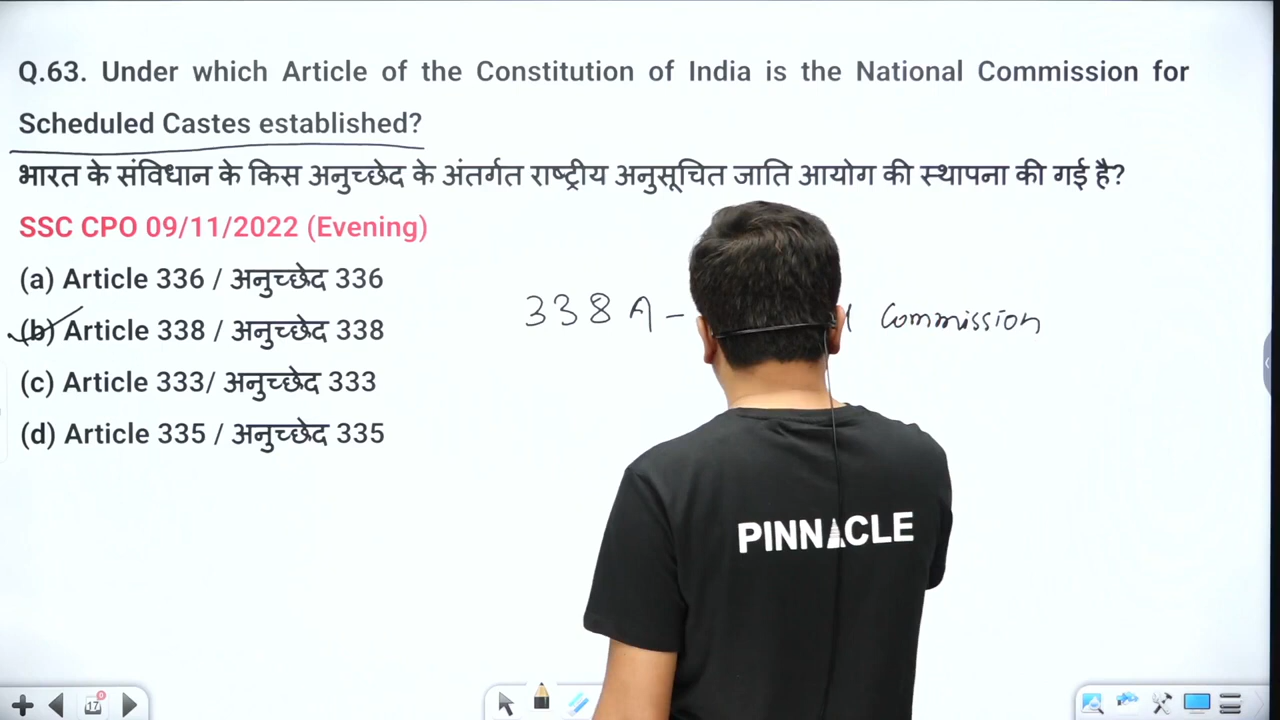 Q.63. Under which Article of the Constitution of India is the National Commission for
Scheduled Castes established?
भारत के संविधान के किस अनुच्छेद के अंतर्गत राष्ट्रीय अनुसूचित जाति आयोग की स्थापना की गई है?
SSC CPO 09/11/2022 (Evening)
(a) Article 336 / अनुच्छेद 336
(b) Article 338 / अनुच्छेद 338
338 A - Commission
(c) Article 333/ अनुच्छेद 333
(d) Article 335 / अनुच्छेद 335
PINNACLE
17